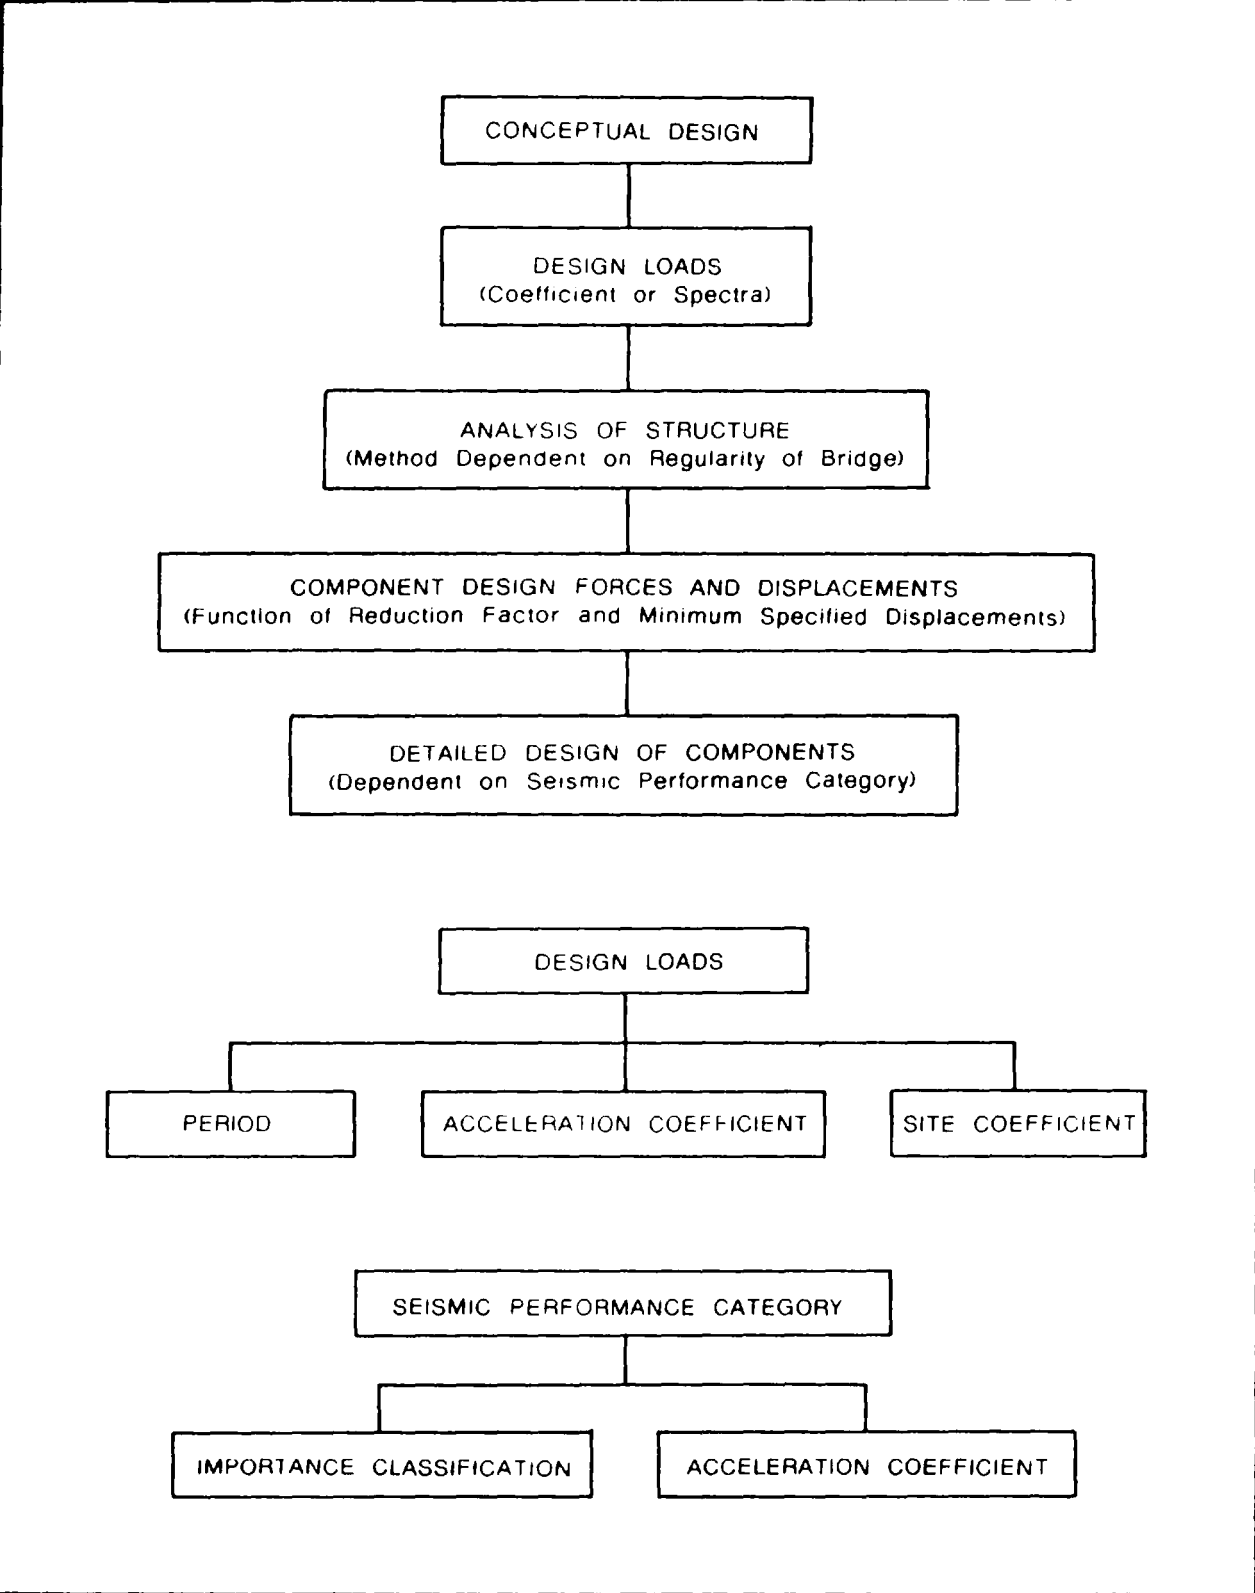 CONCEPTUAL DESIGN
DESIGN LOADS
(Coefficient or Spectra)
ANALYSIS OF STRUCTURE
(Method Dependent on Regularity of Bridge)
COMPONENT DESIGN FORCES AND DISPLACEMENTS
(Function of Reduction Factor and Minimum Specified Displacements)
DETAILED DESIGN OF COMPONENTS
(Dependent on Seismic Performance Category)
DESIGN LOADS
PERIOD
ACCELERATION COEFFICIENT
SITE COEFFICIENT
SEISMIC PERFORMANCE CATEGORY
IMPORTANCE CLASSIFICATION
ACCELERATION COEFFICIENT